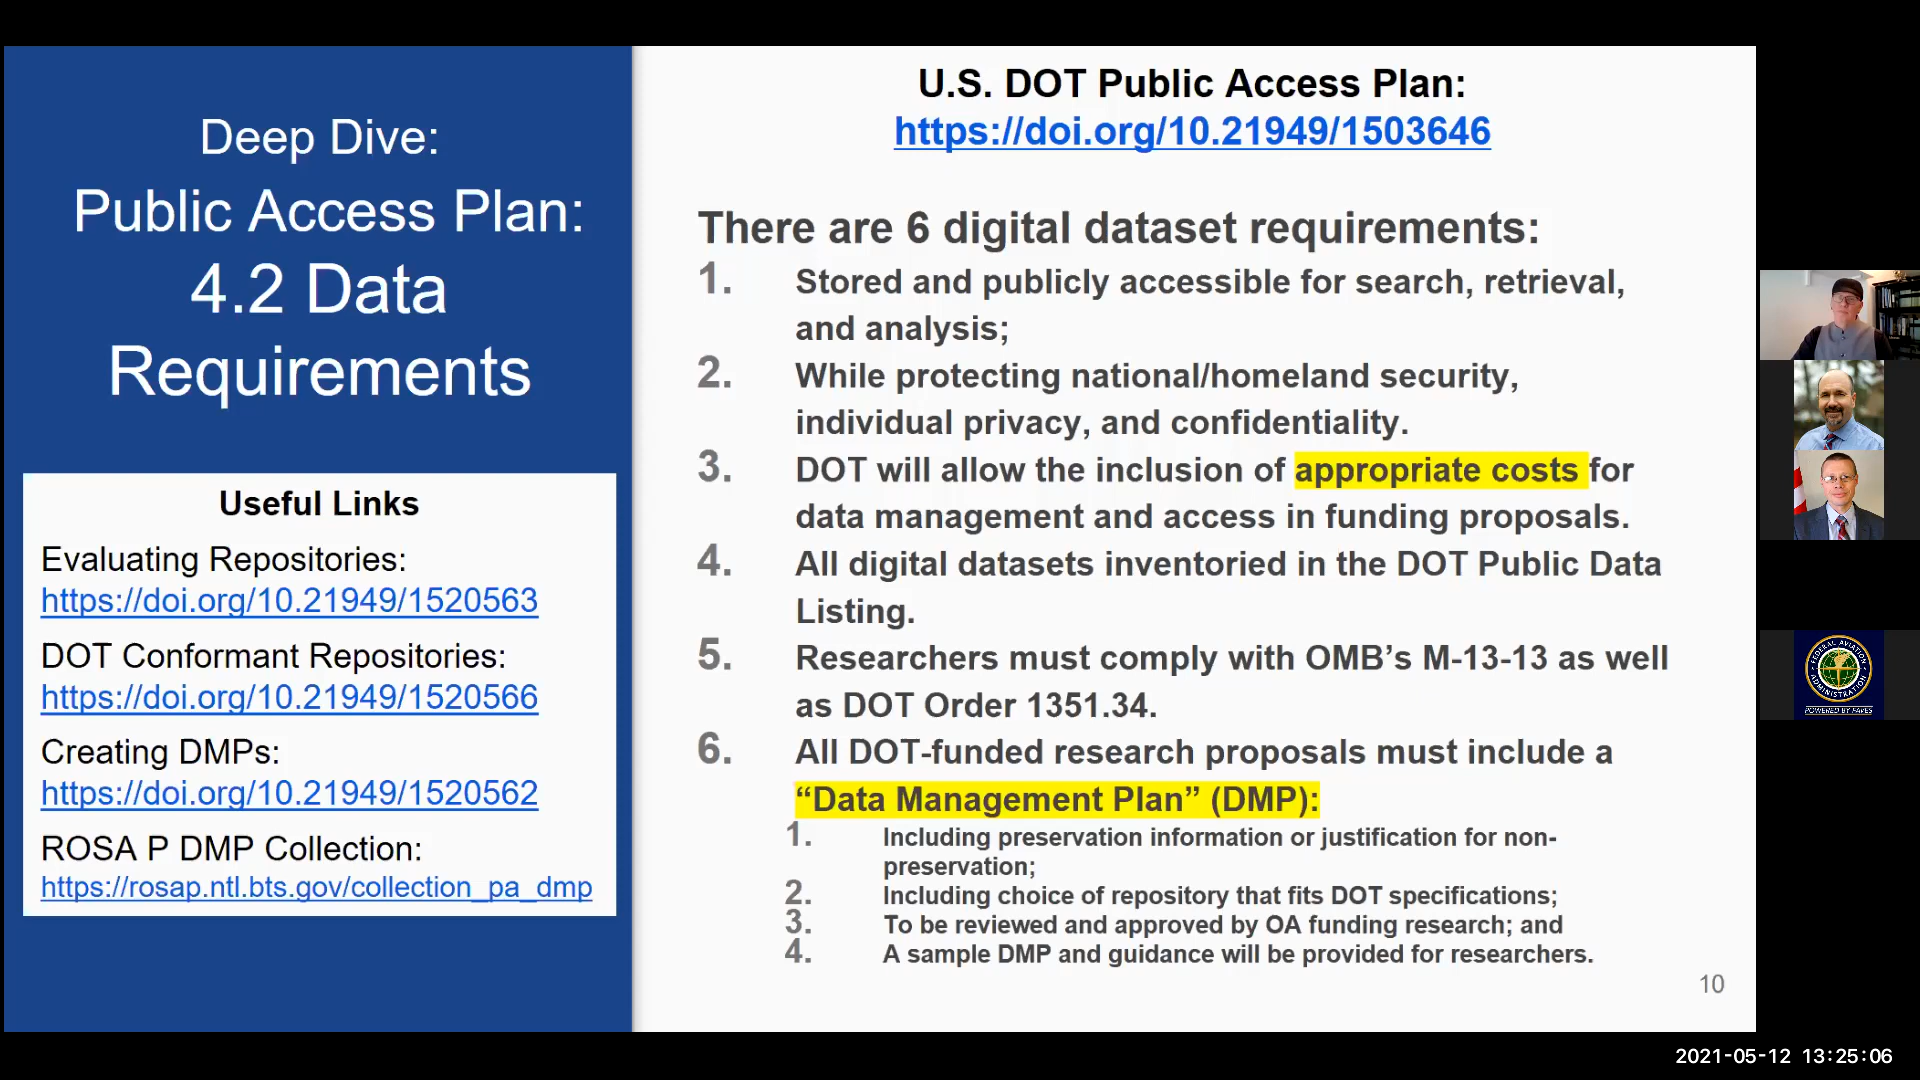 Deep Dive:
Public Access Plan:
4.2 Data
Requirements
Useful Links
Evaluating Repositories:
https://doi.org/10.21949/1520563
DOT Conformant Repositories:
https://doi.org/10.21949/1520566
Creating DMPs:
https://doi.org/10.21949/1520562
ROSA P DMP Collection:
https://rosap.ntl.bts.gov/collection_pa_dmp
U.S. DOT Public Access Plan:
https://doi.org/10.21949/1503646
There are 6 digital dataset requirements:
1. Stored and publicly accessible for search, retrieval,
and analysis;
2. While protecting national/homeland security,
individual privacy, and confidentiality.
3. DOT will allow the inclusion of appropriate costs for
data management and access in funding proposals.
4. All digital datasets inventoried in the DOT Public Data
Listing.
5. Researchers must comply with OMB’s M-13-13 as well
as DOT Order 1351.34.
6. All DOT-funded research proposals must include a
“Data Management Plan” (DMP):
1. Including preservation information or justification for non-
preservation;
2. Including choice of repository that fits DOT specifications;
3. To be reviewed and approved by OA funding research; and
4. A sample DMP and guidance will be provided for researchers.
10
FEDERAL AVIATION
ADMINISTRATION
POWERED BY PAVES
2021-05-12 13:25:06